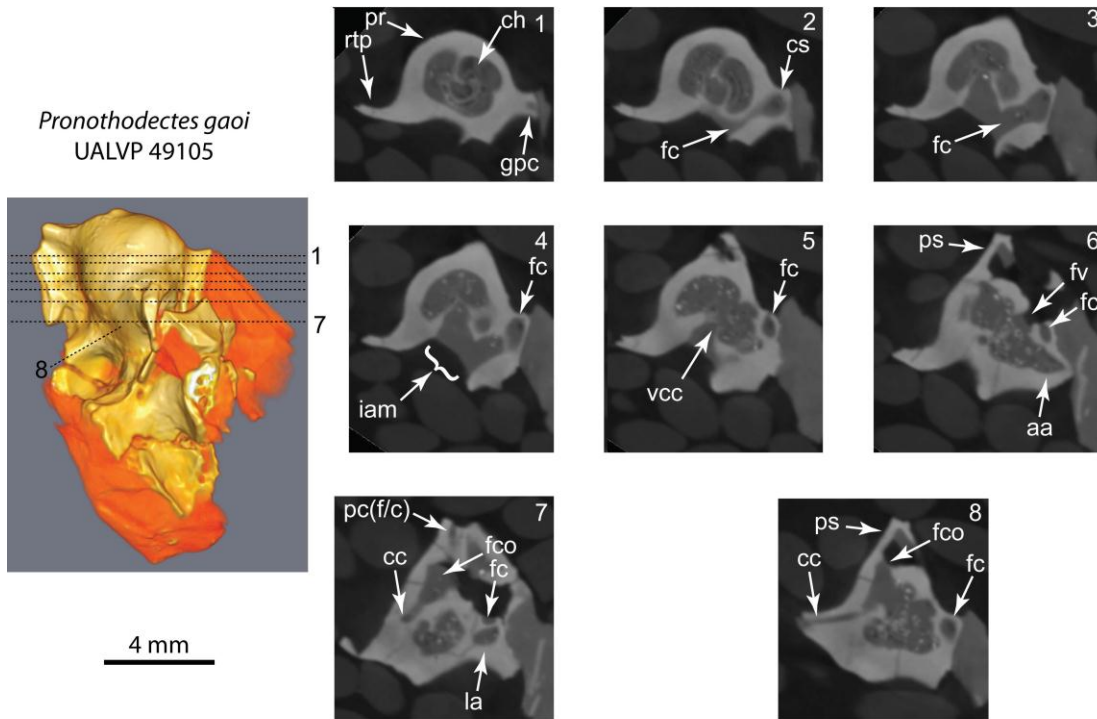 Pronothodectes gaoi
UALVP 49105
1
7
8
4 mm
pr
ch
1
rtp
gpc
2
cs
fc
3
fc
4
fc
iam
5
fc
vcc
ps
6
fv
fc
aa
pc(f/c)
7
fco
cc
fc
la
ps
8
fco
cc
fc